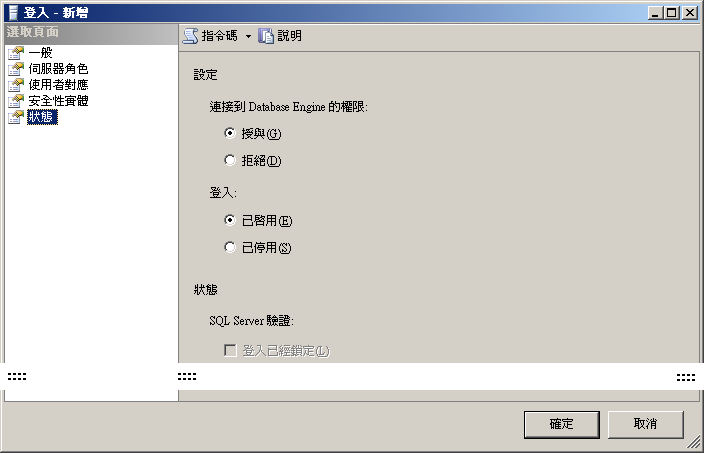 登入 - 新增
選取頁面
一般
伺服器角色
使用者對應
安全性實體
狀態
指令碼 說明
設定
連接到 Database Engine 的權限:
授與(G)
拒絕(D)
登入:
已啓用(E)
已停用(S)
狀態
SQL Server 驗證:
登入已經鎖定(L)
確定 取消